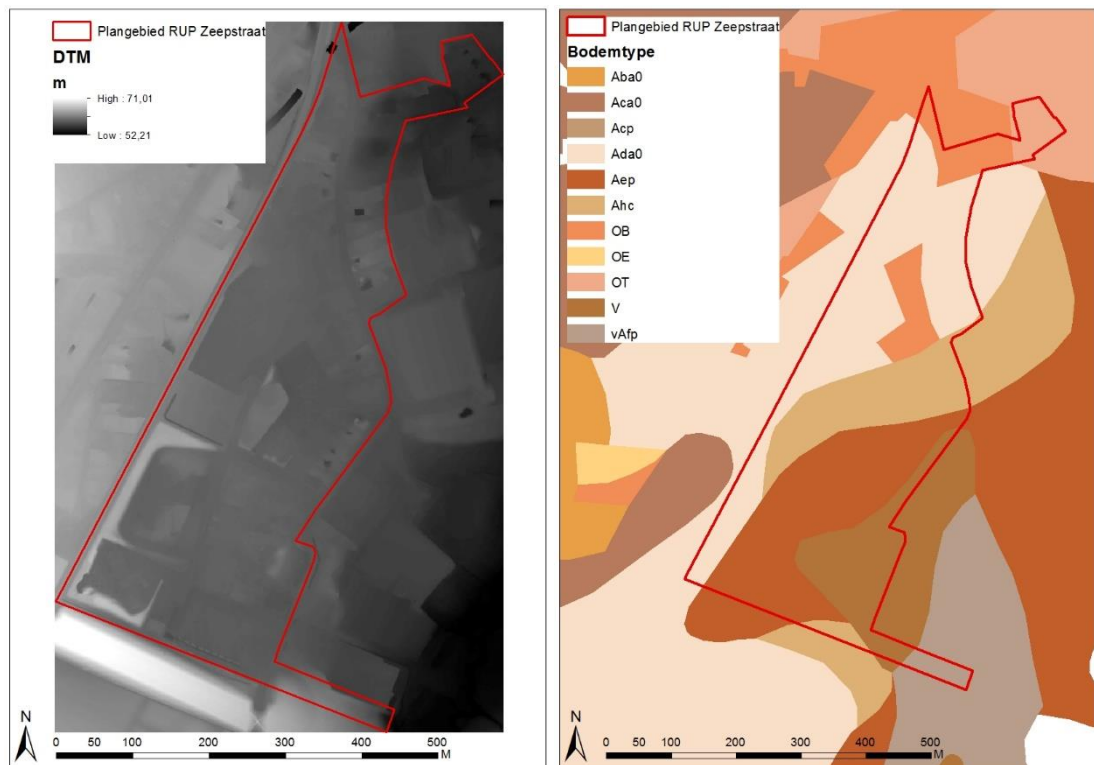 Plangebied RUP Zeepstraat
DTM
m
High : 71,01
Low : 52,21
N
0 50 100 200 300 400 500
M
Plangebied RUP Zeepstraat
Bodemtype
Aba0
Aca0
Acp
Ada0
Aep
Ahc
OB
OE
OT
V
vAfp
N
0 50 100 200 300 400 500
M